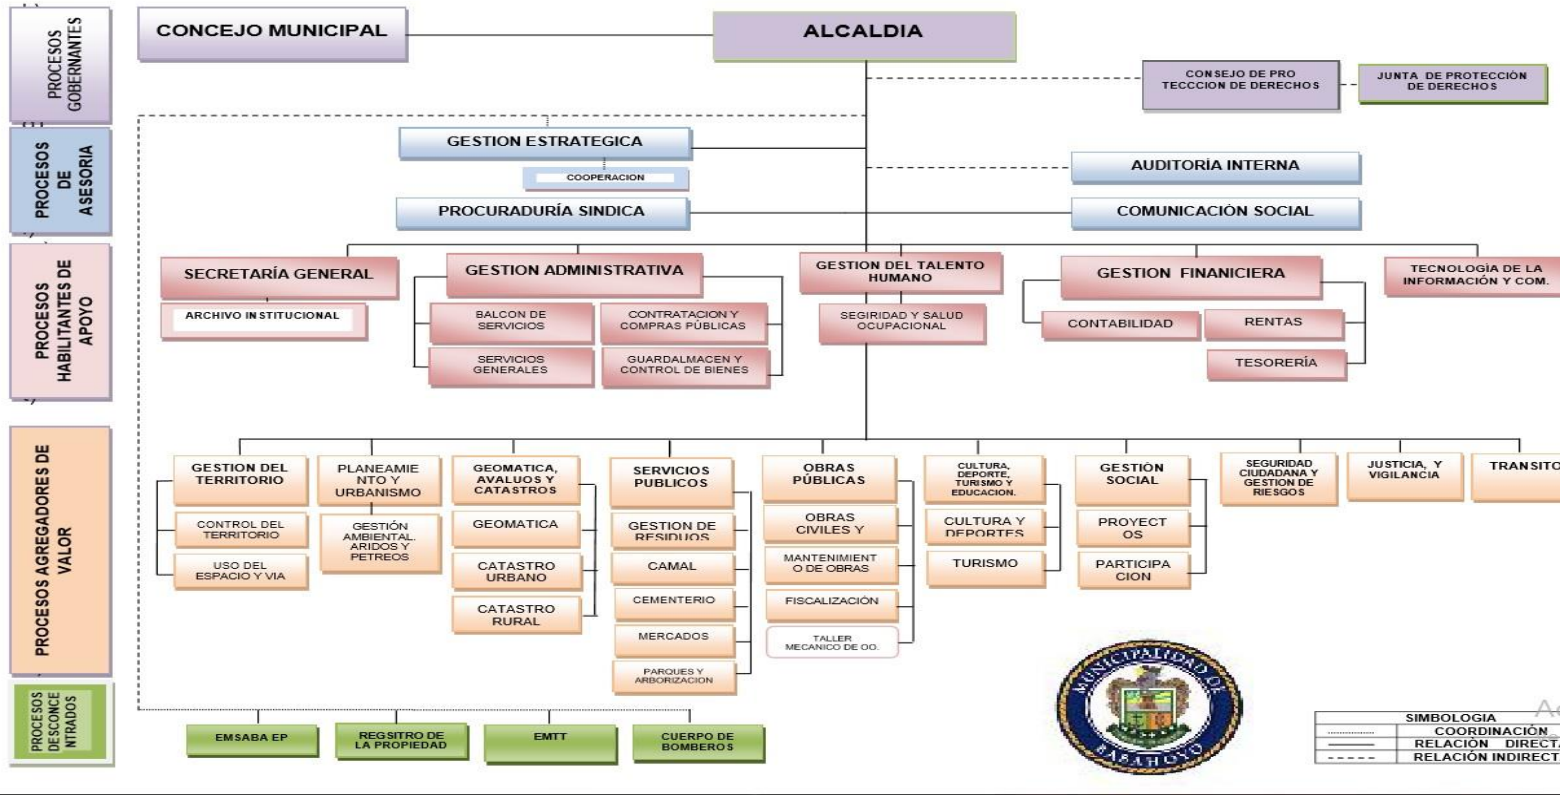 PROCESOS
GOBERNANTES
CONCEJO MUNICIPAL
ALCALDIA
CONSEJO DE PRO
TECCCION DE DERECHOS
JUNTA DE PROTECCIÓN
DE DERECHOS
PROCESOS
DE
ASESORIA
GESTION ESTRATEGICA
COOPERACION
AUDITORÍA INTERNA
PROCURADURÍA SINDICA
COMUNICACIÓN SOCIAL
PROCESOS
HABILITANTES DE
APOYO
SECRETARÍA GENERAL
ARCHIVO INSTITUCIONAL
GESTION ADMINISTRATIVA
BALCON DE
SERVICIOS
CONTRATACION Y
COMPRAS PÚBLICAS
SERVICIOS
GENERALES
GUARDALMACEN Y
CONTROL DE BIENES
GESTION DEL TALENTO
HUMANO
SEGIRIDAD Y SALUD
OCUPACIONAL
GESTION FINANICIERA
CONTABILIDAD
RENTAS
TESORERÍA
TECNOLOGÌA DE LA
INFORMACIÓN Y COM.
PROCESOS AGREGADORES DE
VALOR
GESTION DEL
TERRITORIO
CONTROL DEL
TERRITORIO
USO DEL
ESPACIO Y VIA
PLANEAMIE
NTO Y
URBANISMO
GESTIÓN
AMBIENTAL.
ARIDOS Y
PETREOS
GEOMATICA,
AVALUOS Y
CATASTROS
GEOMATICA
CATASTRO
URBANO
CATASTRO
RURAL
SERVICIOS
PUBLICOS
GESTION DE
RESIDUOS
CAMAL
CEMENTERIO
MERCADOS
PARQUES Y
ARBORIZACION
OBRAS
PÚBLICAS
OBRAS
CIVILES Y
MANTENIMIENT
O DE OBRAS
FISCALIZACIÓN
TALLER
MECANICO DE OO.
CULTURA,
DEPORTE,
TURISMO Y
EDUCACION.
CULTURA Y
DEPORTES
TURISMO
GESTIÒN
SOCIAL
PROYECT
OS
PARTICIPA
CION
SEGURIDAD
CIUDADANA Y
GESTION DE
RIESGOS
JUSTICIA, Y
VIGILANCIA
TRANSITO
PROCESOS
DESCONCE
NTRADOS
EMSABA EP
REGSITRO DE
LA PROPIEDAD
EMTT
CUERPO DE
BOMBEROS
MUNICIPALIDAD DE
BABAHOYO
SIMBOLOGIA
COORDINACIÓN
RELACIÓN DIRECTA
RELACIÓN INDIRECT